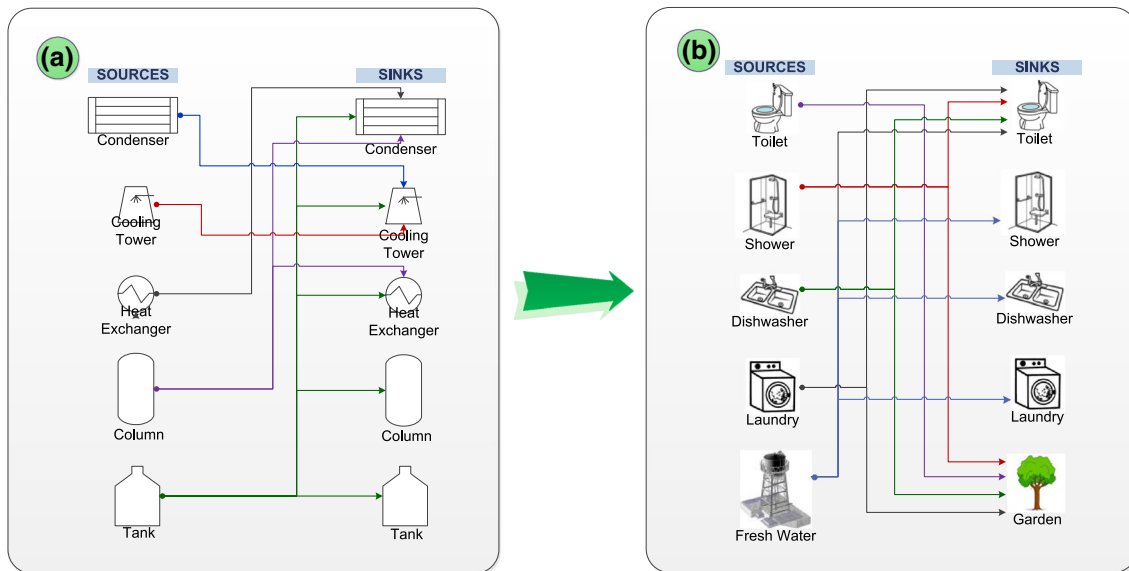 (a)
SOURCES
SINKS
Condenser
Condenser
Cooling
Tower
Cooling
Tower
Heat
Exchanger
Heat
Exchanger
Column
Column
Tank
Tank
(b)
SOURCES
SINKS
Toilet
Toilet
Shower
Shower
Dishwasher
Dishwasher
Laundry
Laundry
Fresh Water
Garden